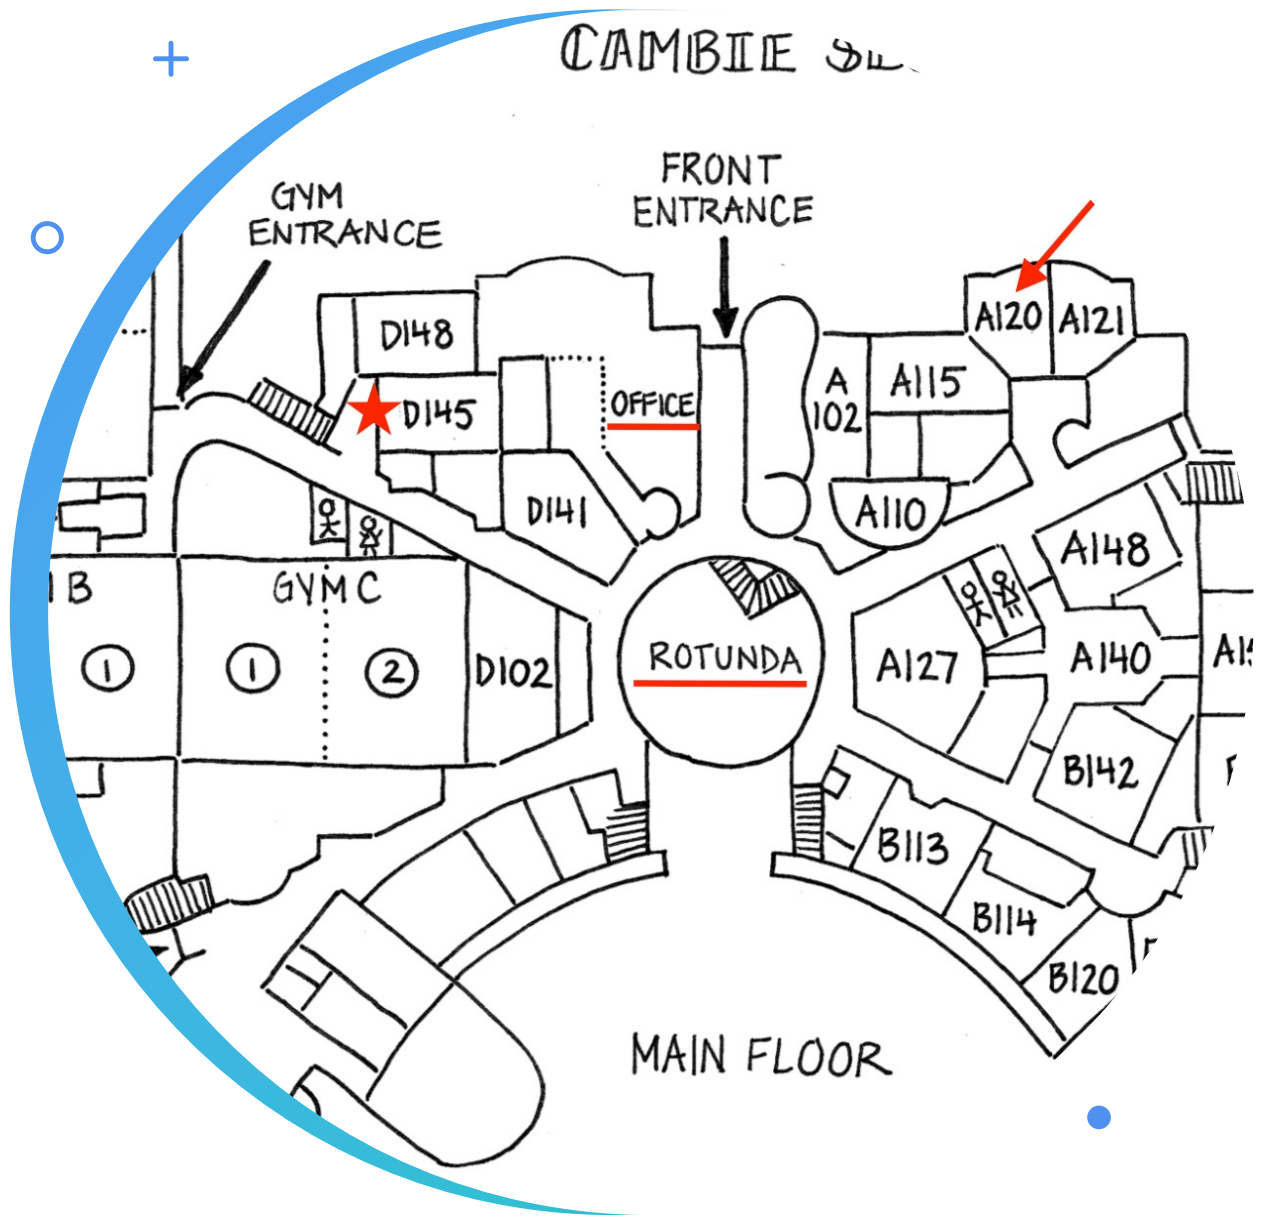 CAMBIE
FRONT
ENTRANCE
GYM
ENTRANCE
D148
A120
A121
D145
OFFICE
A
102
A115
D141
A110
A148
B
GYM C
1
1
2
D102
ROTUNDA
A127
A140
B142
B113
B114
B120
MAIN FLOOR